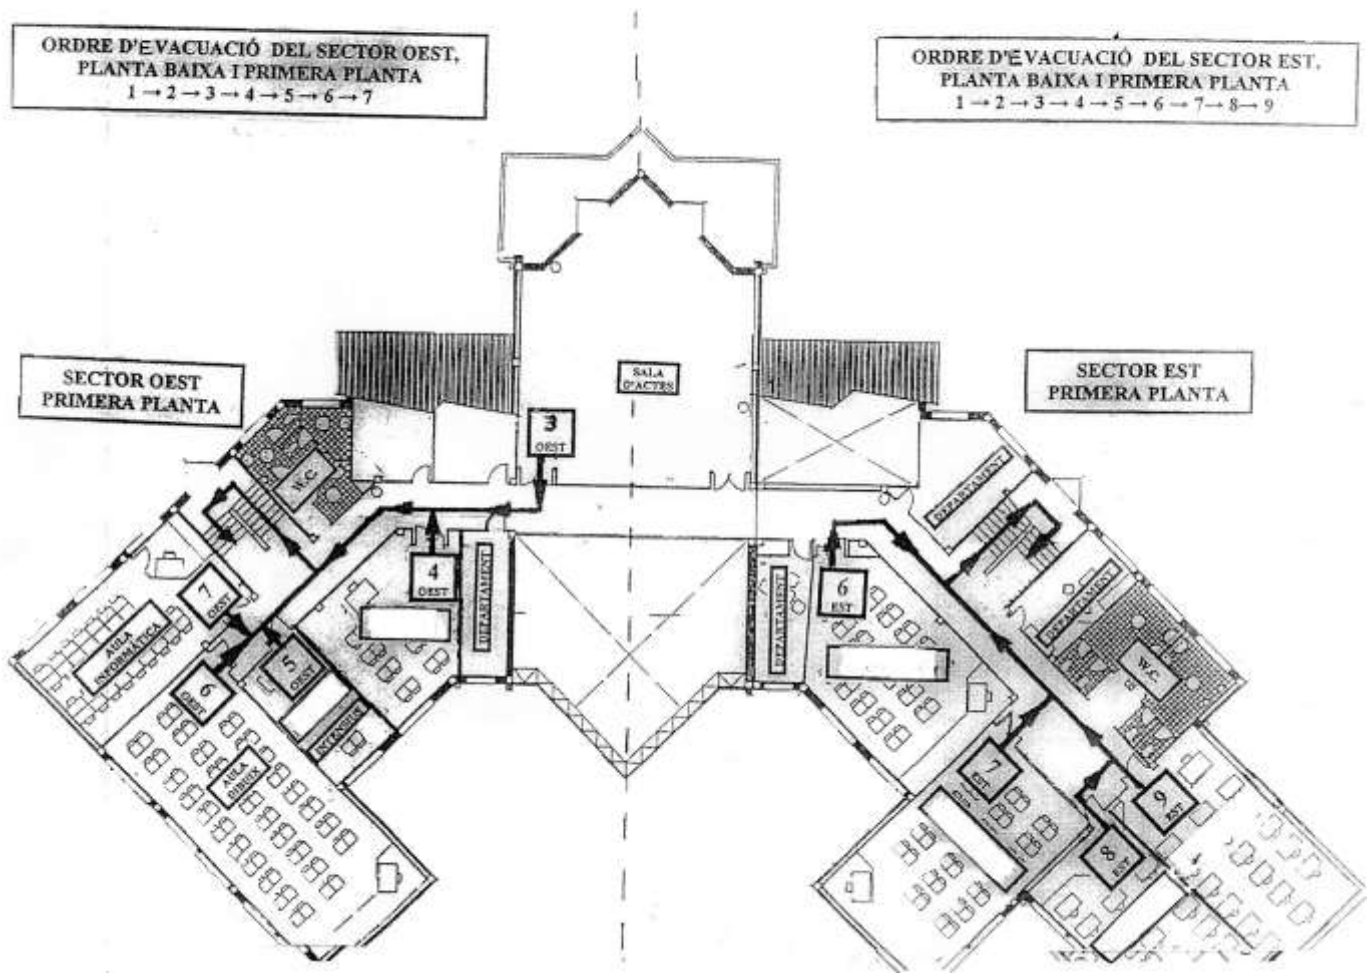 ORDRE D'EVACUACIÓ DEL SECTOR OEST,
PLANTA BAIXA I PRIMERA PLANTA
1 → 2 → 3 → 4 → 5 → 6 → 7
ORDRE D'EVACUACIÓ DEL SECTOR EST,
PLANTA BAIXA I PRIMERA PLANTA
1 → 2 → 3 → 4 → 5 → 6 → 7 → 8 → 9
SECTOR OEST
PRIMERA PLANTA
SECTOR EST
PRIMERA PLANTA
SALA
D'ACTES
3
OEST
W.C.
DEPARTAMENT
4
OEST
DEPARTAMENT
DEPARTAMENT
6
EST
DEPARTAMENT
7
OEST
AULA
INFORMÀTICA
5
OEST
6
OEST
W.C.
AULA
DIBUIX
7
EST
9
EST
8
EST